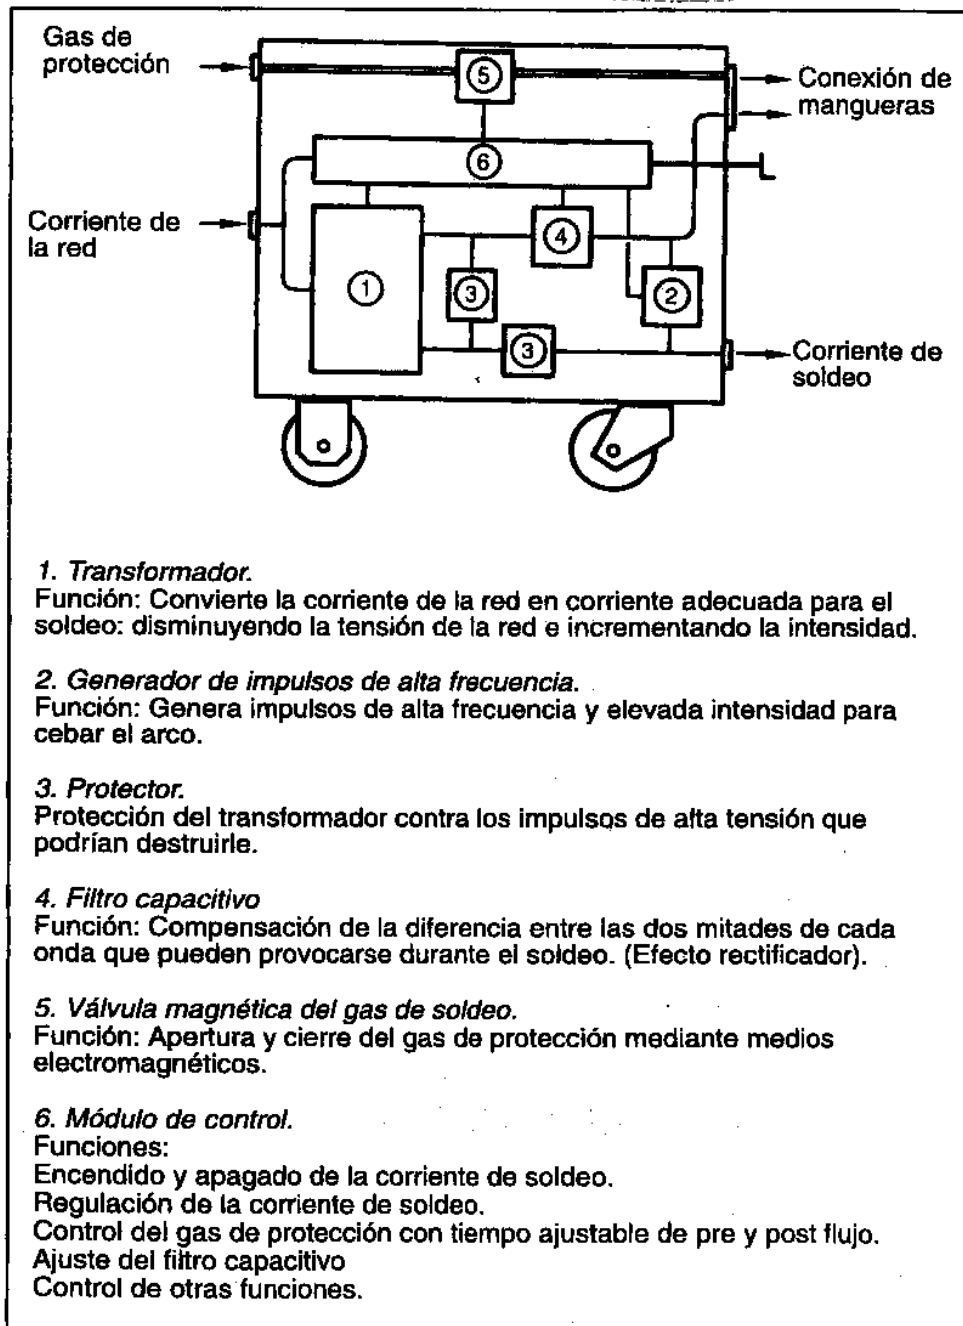 Gas de
protección
5
Conexión de
mangueras
6
Corriente de
la red
4
1
3
2
3
Corriente de
soldeo
1. Transformador.
Función: Convierte la corriente de la red en corriente adecuada para el
soldeo: disminuyendo la tensión de la red e incrementando la intensidad.
2. Generador de impulsos de alta frecuencia.
Función: Genera impulsos de alta frecuencia y elevada intensidad para
cebar el arco.
3. Protector.
Protección del transformador contra los impulsos de alta tensión que
podrían destruirle.
4. Filtro capacitivo
Función: Compensación de la diferencia entre las dos mitades de cada
onda que pueden provocarse durante el soldeo. (Efecto rectificador).
5. Válvula magnética del gas de soldeo.
Función: Apertura y cierre del gas de protección mediante medios
electromagnéticos.
6. Módulo de control.
Funciones:
Encendido y apagado de la corriente de soldeo.
Regulación de la corriente de soldeo.
Control del gas de protección con tiempo ajustable de pre y post flujo.
Ajuste del filtro capacitivo
Control de otras funciones.